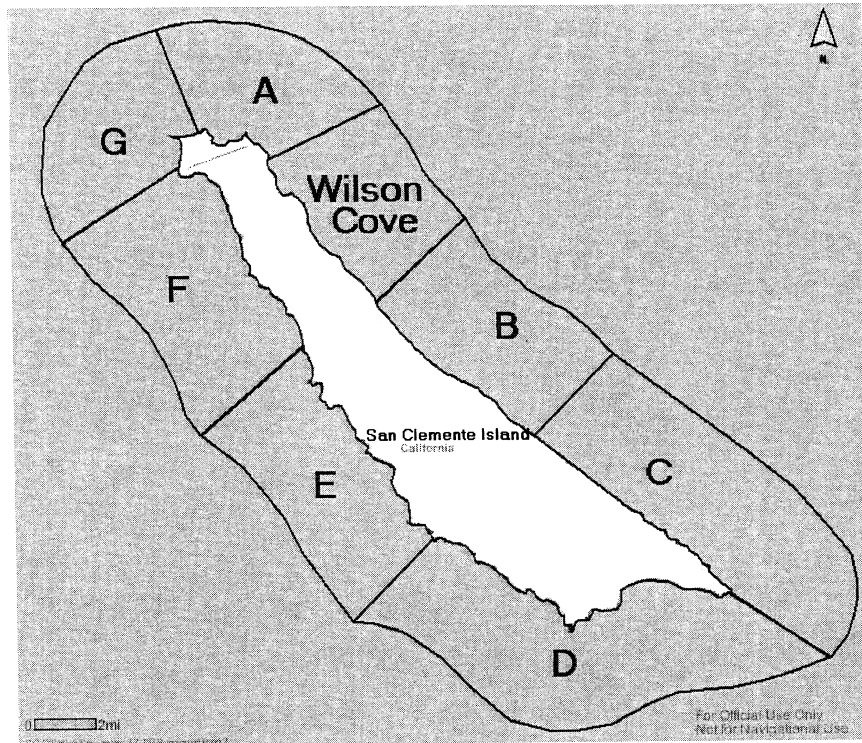 N
A
G
Wilson
Cove
F
B
San Clemente Island
California
C
E
D
0 2mi
For Official Use Only
Not for Navigational Use